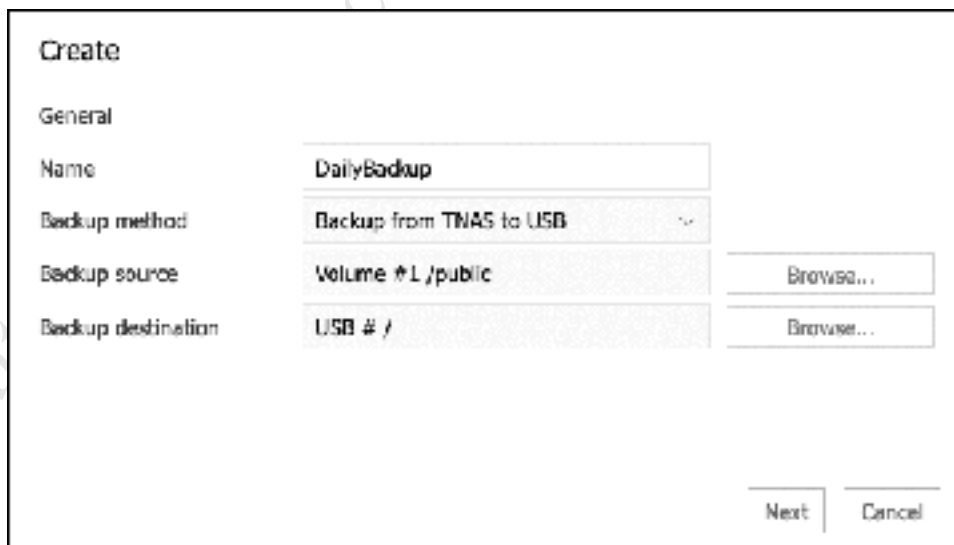 Create
General
Name DailyBackup
Backup method Backup from TNAS to USB
Backup source Volume #1 /public Browse...
Backup destination USB # / Browse...
Next Cancel